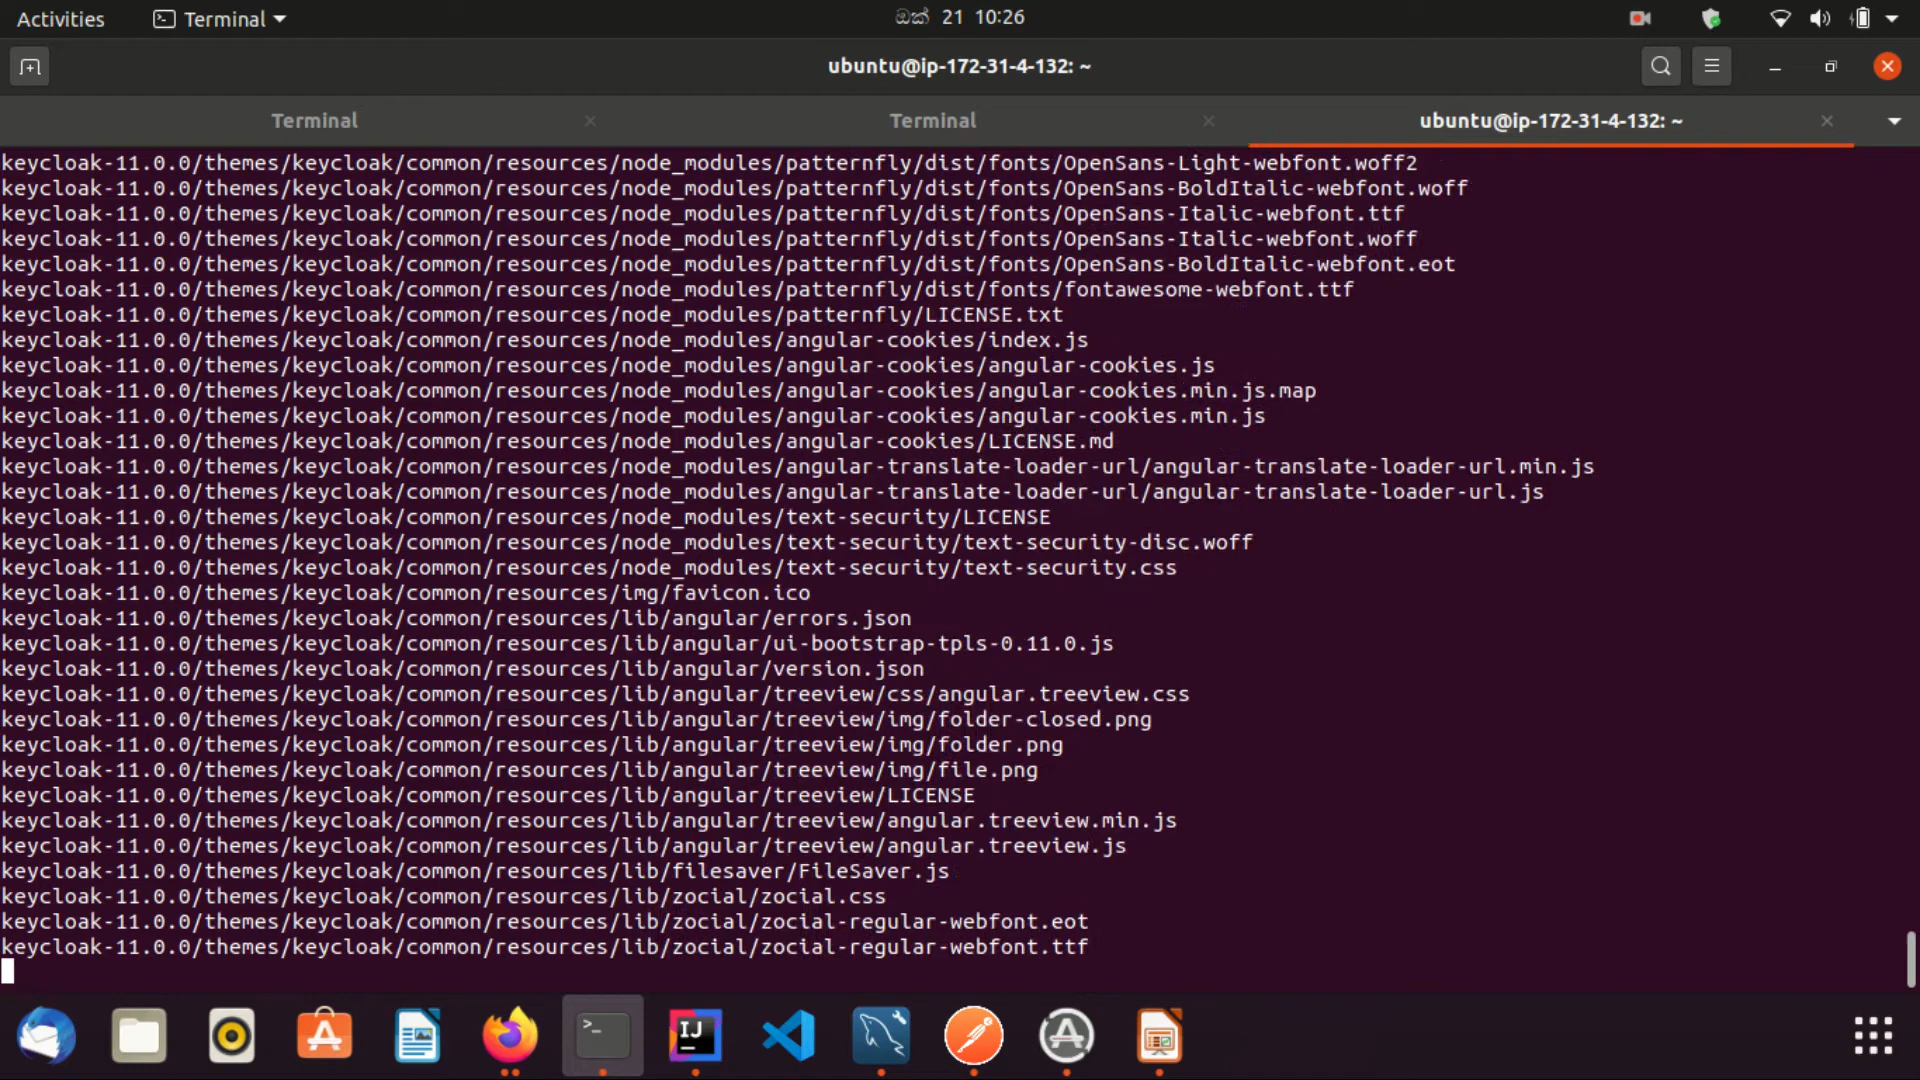 Activities
Terminal
ඔක් 21 10:26
ubuntu@ip-172-31-4-132: ~
Terminal
Terminal
ubuntu@ip-172-31-4-132: ~
keycloak-11.0.0/themes/keycloak/common/resources/node_modules/patternfly/dist/fonts/OpenSans-Light-webfont.woff2
keycloak-11.0.0/themes/keycloak/common/resources/node_modules/patternfly/dist/fonts/OpenSans-BoldItalic-webfont.woff
keycloak-11.0.0/themes/keycloak/common/resources/node_modules/patternfly/dist/fonts/OpenSans-Italic-webfont.ttf
keycloak-11.0.0/themes/keycloak/common/resources/node_modules/patternfly/dist/fonts/OpenSans-Italic-webfont.woff
keycloak-11.0.0/themes/keycloak/common/resources/node_modules/patternfly/dist/fonts/OpenSans-BoldItalic-webfont.eot
keycloak-11.0.0/themes/keycloak/common/resources/node_modules/patternfly/dist/fonts/fontawesome-webfont.ttf
keycloak-11.0.0/themes/keycloak/common/resources/node_modules/patternfly/LICENSE.txt
keycloak-11.0.0/themes/keycloak/common/resources/node_modules/angular-cookies/index.js
keycloak-11.0.0/themes/keycloak/common/resources/node_modules/angular-cookies/angular-cookies.js
keycloak-11.0.0/themes/keycloak/common/resources/node_modules/angular-cookies/angular-cookies.min.js.map
keycloak-11.0.0/themes/keycloak/common/resources/node_modules/angular-cookies/angular-cookies.min.js
keycloak-11.0.0/themes/keycloak/common/resources/node_modules/angular-cookies/LICENSE.md
keycloak-11.0.0/themes/keycloak/common/resources/node_modules/angular-translate-loader-url/angular-translate-loader-url.min.js
keycloak-11.0.0/themes/keycloak/common/resources/node_modules/angular-translate-loader-url/angular-translate-loader-url.js
keycloak-11.0.0/themes/keycloak/common/resources/node_modules/text-security/LICENSE
keycloak-11.0.0/themes/keycloak/common/resources/node_modules/text-security/text-security-disc.woff
keycloak-11.0.0/themes/keycloak/common/resources/node_modules/text-security/text-security.css
keycloak-11.0.0/themes/keycloak/common/resources/img/favicon.ico
keycloak-11.0.0/themes/keycloak/common/resources/lib/angular/errors.json
keycloak-11.0.0/themes/keycloak/common/resources/lib/angular/ui-bootstrap-tpls-0.11.0.js
keycloak-11.0.0/themes/keycloak/common/resources/lib/angular/version.json
keycloak-11.0.0/themes/keycloak/common/resources/lib/angular/treeview/css/angular.treeview.css
keycloak-11.0.0/themes/keycloak/common/resources/lib/angular/treeview/img/folder-closed.png
keycloak-11.0.0/themes/keycloak/common/resources/lib/angular/treeview/img/folder.png
keycloak-11.0.0/themes/keycloak/common/resources/lib/angular/treeview/img/file.png
keycloak-11.0.0/themes/keycloak/common/resources/lib/angular/treeview/LICENSE
keycloak-11.0.0/themes/keycloak/common/resources/lib/angular/treeview/angular.treeview.min.js
keycloak-11.0.0/themes/keycloak/common/resources/lib/angular/treeview/angular.treeview.js
keycloak-11.0.0/themes/keycloak/common/resources/lib/filesaver/FileSaver.js
keycloak-11.0.0/themes/keycloak/common/resources/lib/zocial/zocial.css
keycloak-11.0.0/themes/keycloak/common/resources/lib/zocial/zocial-regular-webfont.eot
keycloak-11.0.0/themes/keycloak/common/resources/lib/zocial/zocial-regular-webfont.ttf
IJ